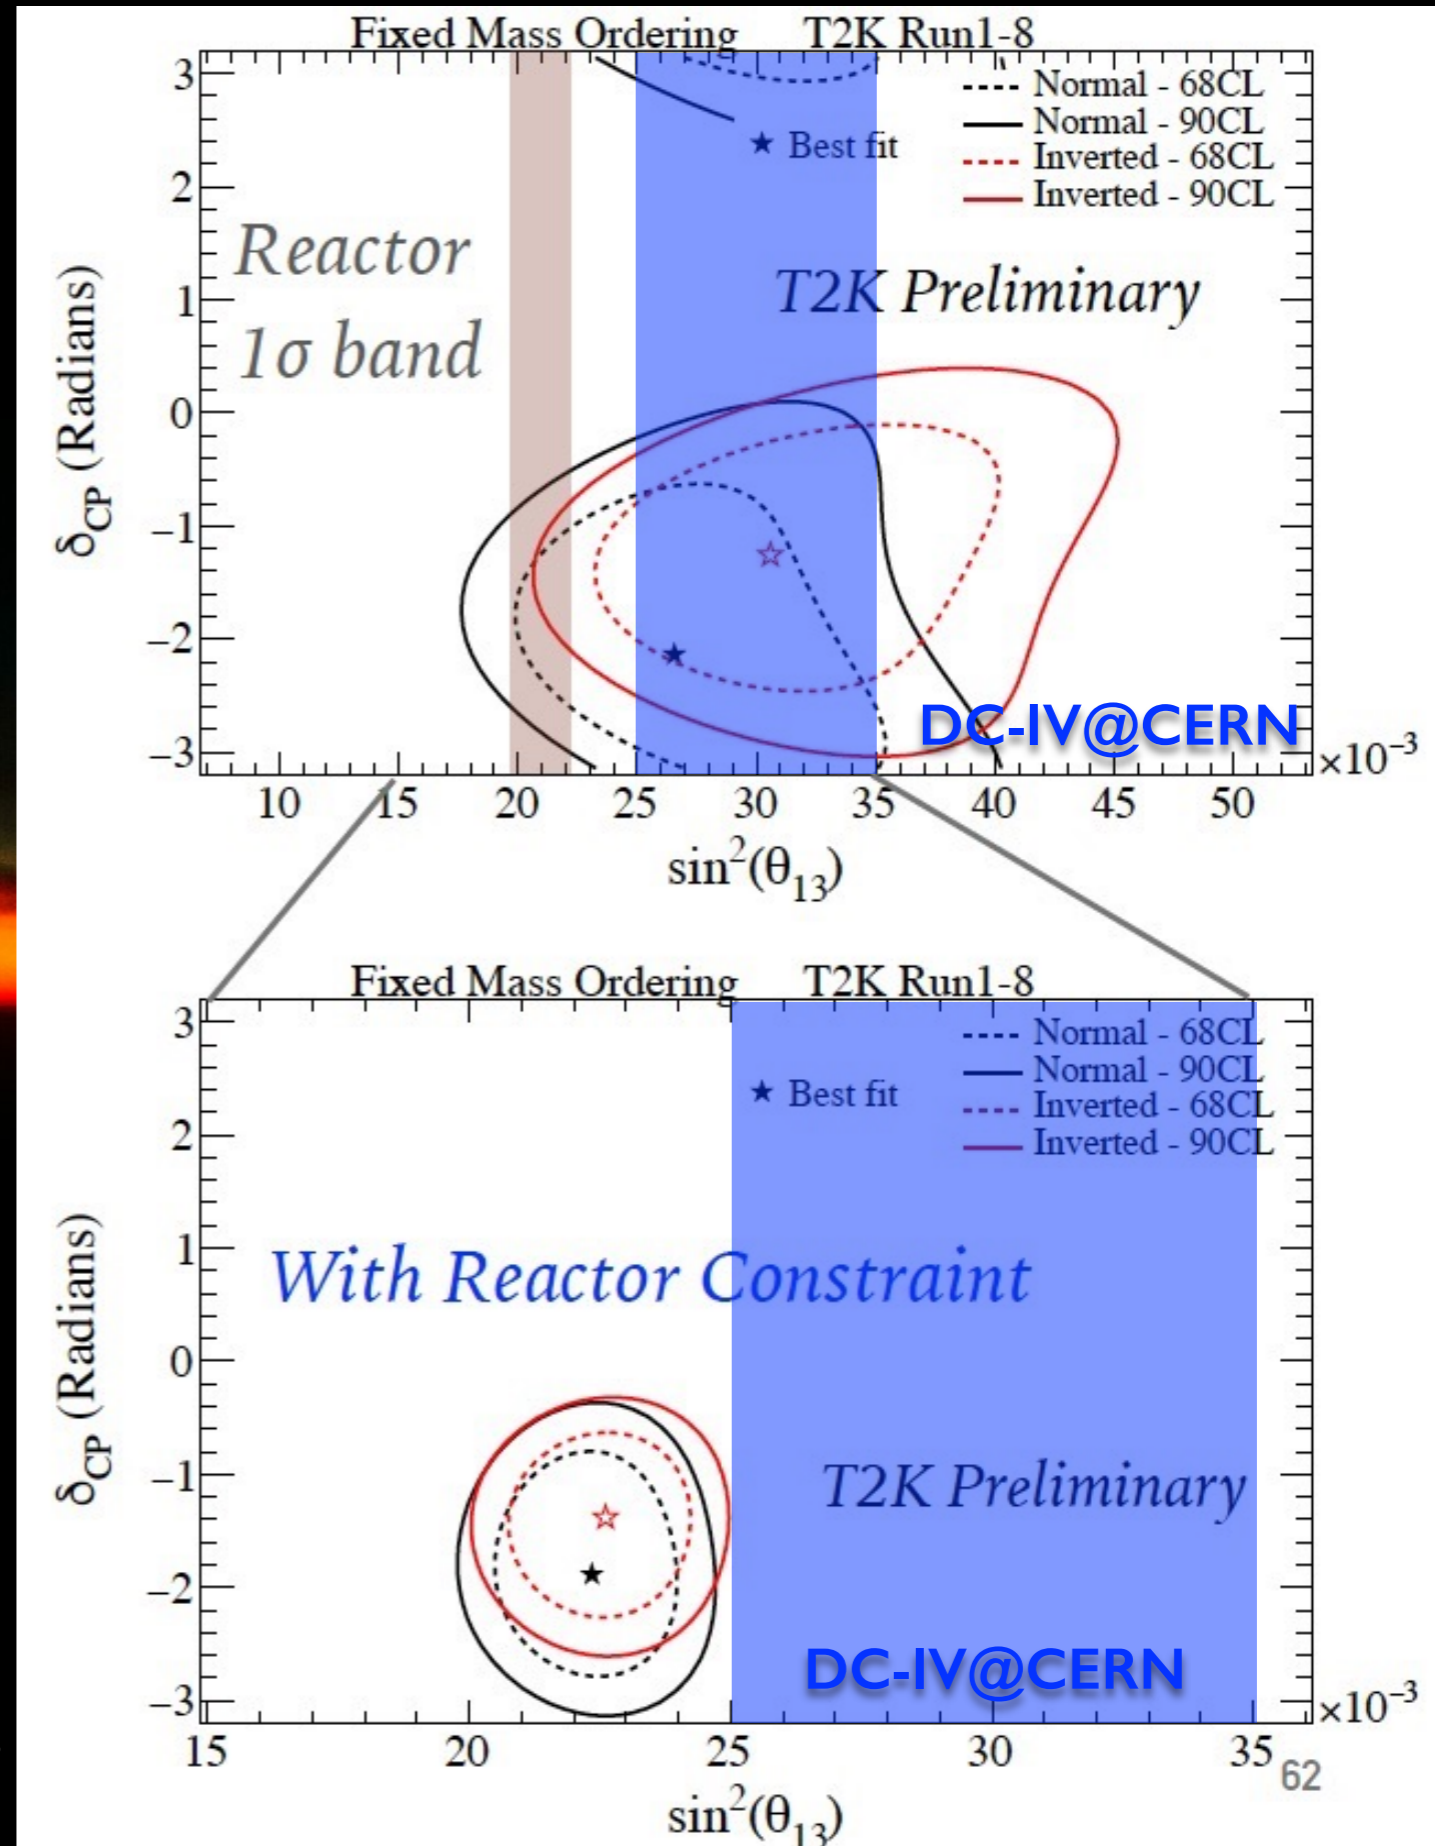 Fixed Mass Ordering T2K Run1-8
Normal - 68CL
Normal - 90CL
Inverted - 68CL
Inverted - 90CL
Best fit
Reactor
1σ band
T2K Preliminary
DC-IV@CERN
δCP (Radians)
3
2
1
0
−1
−2
−3
10 15 20 25 30 35 40 45 50
×10⁻³
sin²(θ₁₃)
Fixed Mass Ordering T2K Run1-8
Normal - 68CL
Normal - 90CL
Inverted - 68CL
Inverted - 90CL
Best fit
With Reactor Constraint
T2K Preliminary
DC-IV@CERN
δCP (Radians)
3
2
1
0
−1
−2
−3
15 20 25 30 35
×10⁻³
sin²(θ₁₃)
62